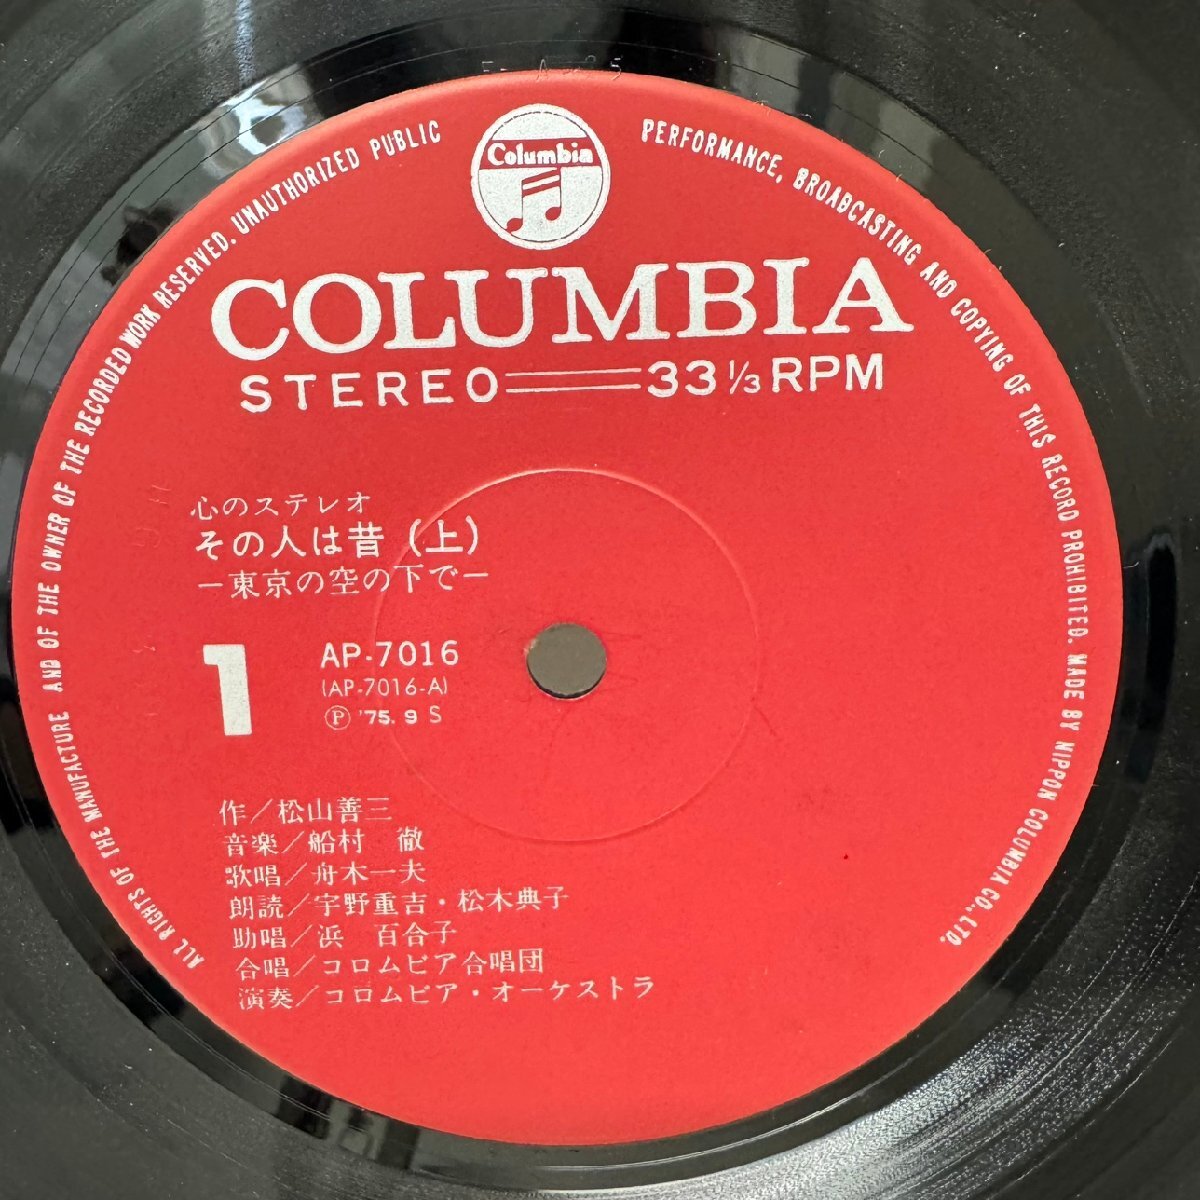 ALL RIGHTS OF THE MANUFACTURE AND OF THE OWNER OF THE RECORDED WORK RESERVED. UNAUTHORIZED PUBLIC PERFORMANCE, BROADCASTING AND COPYING OF THIS RECORD PROHIBITED. MADE BY NIPPON COLUMBIA CO., LTD.
Columbia
COLUMBIA
STEREO 33 1/3 RPM
心のステレオ
その人は昔 (上)
―東京の空の下で―
1
AP-7016
(AP-7016-A)
Ⓟ '75. 9 S
作/松山善三
音楽/船村 徹
歌唱/舟木一夫
朗読/宇野重吉・松木典子
助唱/浜 百合子
合唱/コロムビア合唱団
演奏/コロムビア・オーケストラ